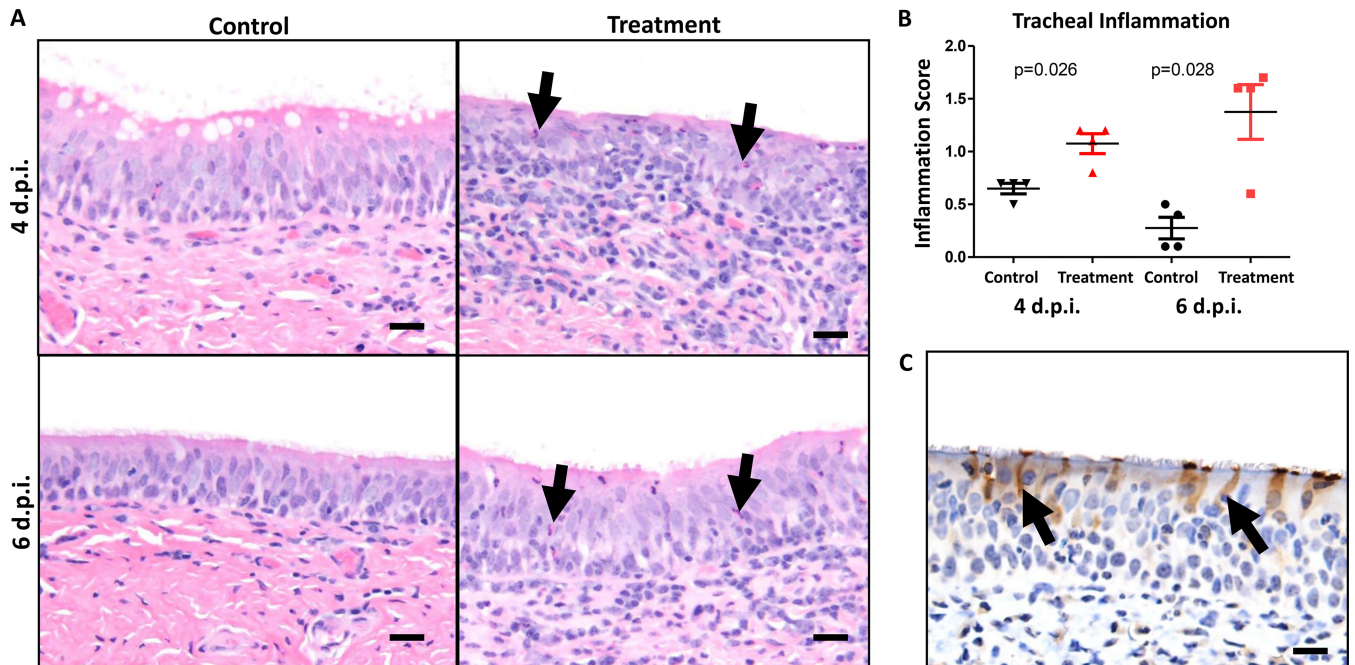 A
Control
Treatment
4 d.p.i.
6 d.p.i.
B
Tracheal Inflammation
Inflammation Score
2.0
1.5
1.0
0.5
0.0
p=0.026
p=0.028
Control
Treatment
Control
Treatment
4 d.p.i.
6 d.p.i.
C